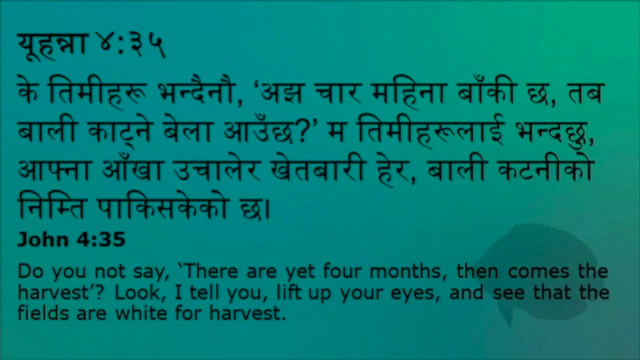 यूहन्ना ४:३५
के तिमीहरू भन्दैनौ, ‘अझ चार महिना बाँकी छ, तब
बाली काट्ने बेला आउँछ?’ म तिमीहरूलाई भन्दछु,
आफ्ना आँखा उचालेर खेतबारी हेर, बाली कटनीको
निम्ति पाकिसकेको छ।
John 4:35
Do you not say, ‘There are yet four months, then comes the
harvest’? Look, I tell you, lift up your eyes, and see that the
fields are white for harvest.